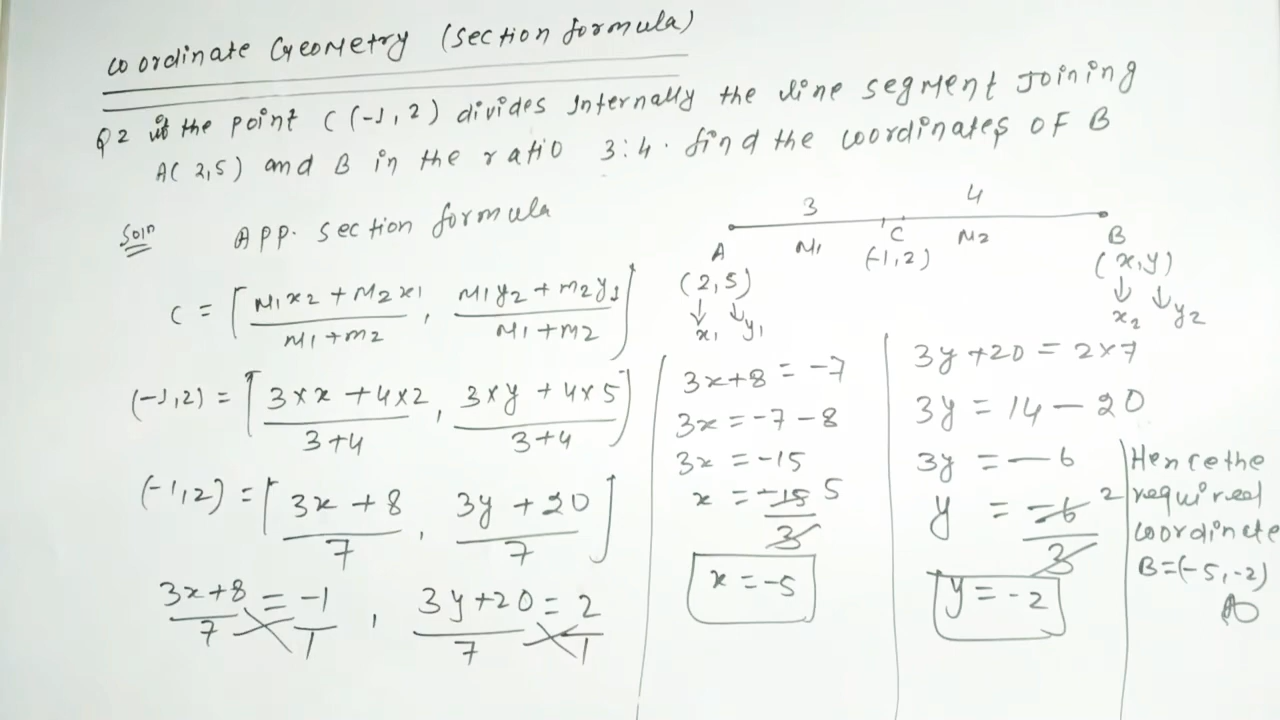 Coordinate Geometry (section formula)
Q2 if the point C(-1,2) divides Internally the line segment Joining
A(2,5) and B in the ratio 3:4. find the coordinates OF B
Soln App. section formula
3 4
A M1 C M2 B
(2,5) (-1,2) (x,y)
↓ ↓ ↓ ↓
x1 y1 x2 y2
C = [M1x2 + M2x1 / M1+m2 , M1y2 + m2y1 / M1+m2]
(-1,2) = [3×x + 4×2 / 3+4 , 3×y + 4×5 / 3+4]
(-1,2) = [3x + 8 / 7 , 3y + 20 / 7]
3x+8 / 7 = -1 / 1 , 3y+20 / 7 = 2 / 1
3x+8 = -7
3x = -7 - 8
3x = -15
x = -15 / 3 5
x = -5
3y +20 = 2×7
3y = 14 - 20
3y = - 6
y = -6 / 3 2
y = - 2
Hence the
required
coordinate
B=(-5,-2)